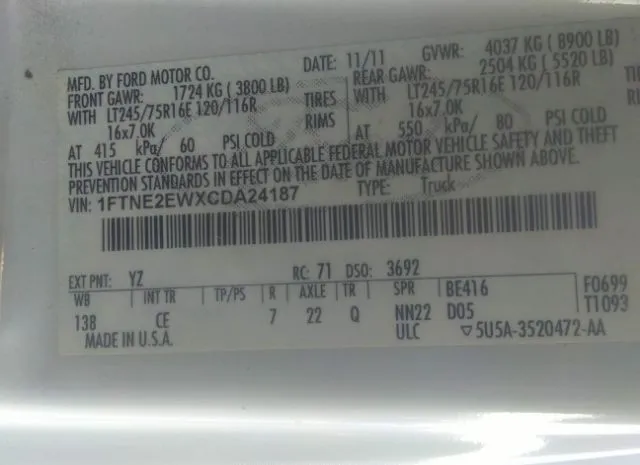 MFD. BY FORD MOTOR CO. DATE: 11/11 GVWR: 4037 KG ( 8900 LB)
FRONT GAWR: 1724 KG ( 3800 LB) REAR GAWR: 2504 KG ( 5520 LB)
WITH LT245/75R16E 120/116R TIRES WITH LT245/75R16E 120/116R
16x7.0K RIMS 16x7.0K
AT 415 kPa/ 60 PSI COLD AT 550 kPa/ 80 PSI COLD
THIS VEHICLE CONFORMS TO ALL APPLICABLE FEDERAL MOTOR VEHICLE SAFETY AND THEFT
PREVENTION STANDARDS IN EFFECT ON THE DATE OF MANUFACTURE SHOWN ABOVE.
VIN: 1FTNE2EWXCDA24187 TYPE: Truck
EXT PNT: YZ RC: 71 DSO: 3692
WB INT TR TP/PS R AXLE TR SPR BE416 F0699
138 CE 7 22 Q NN22 D05 T1093
MADE IN U.S.A. ULC ▽5U5A-3520472-AA